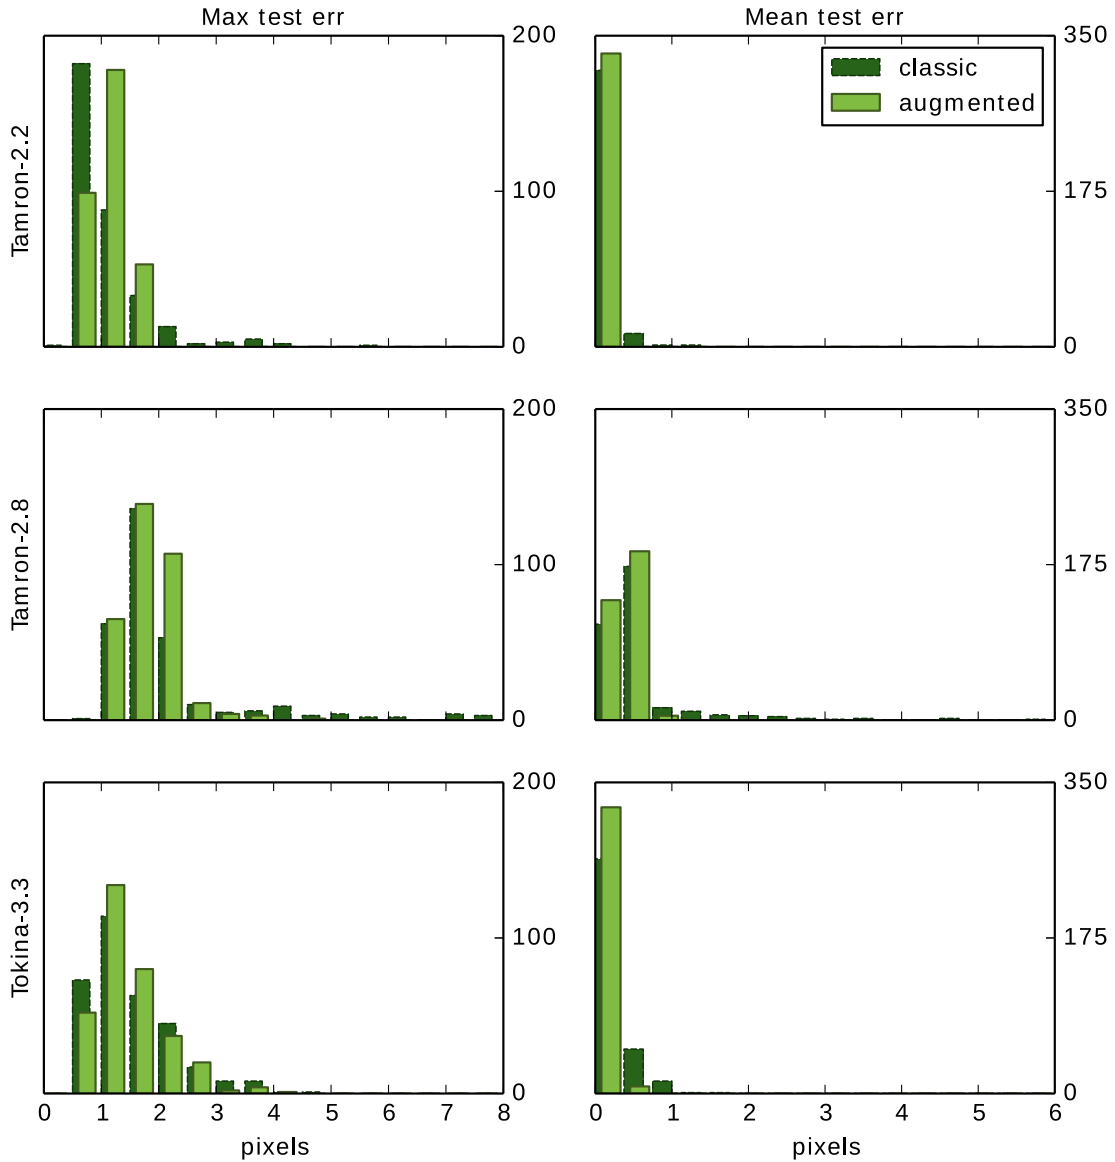 Max test err
Mean test err
classic
augmented
Tamron-2.2
200
100
0
350
175
0
Tamron-2.8
200
100
0
350
175
0
Tokina-3.3
200
100
0
350
175
0
0 1 2 3 4 5 6 7 8
0 1 2 3 4 5 6
pixels
pixels